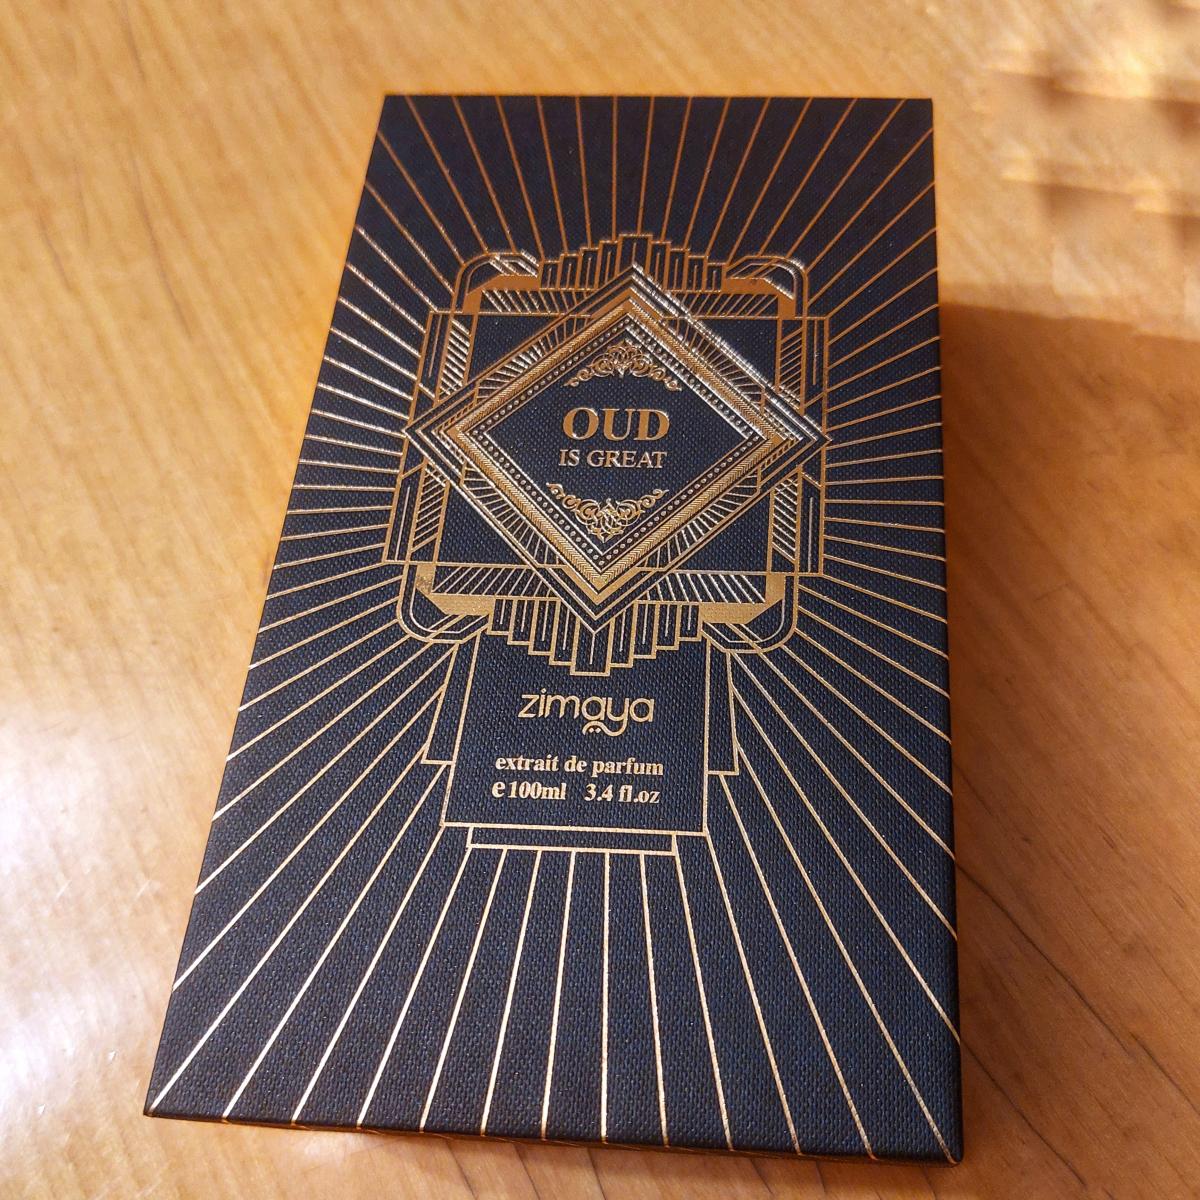 OUD
IS GREAT
zimaya
extrait de parfum
℮100ml 3.4 fl.oz